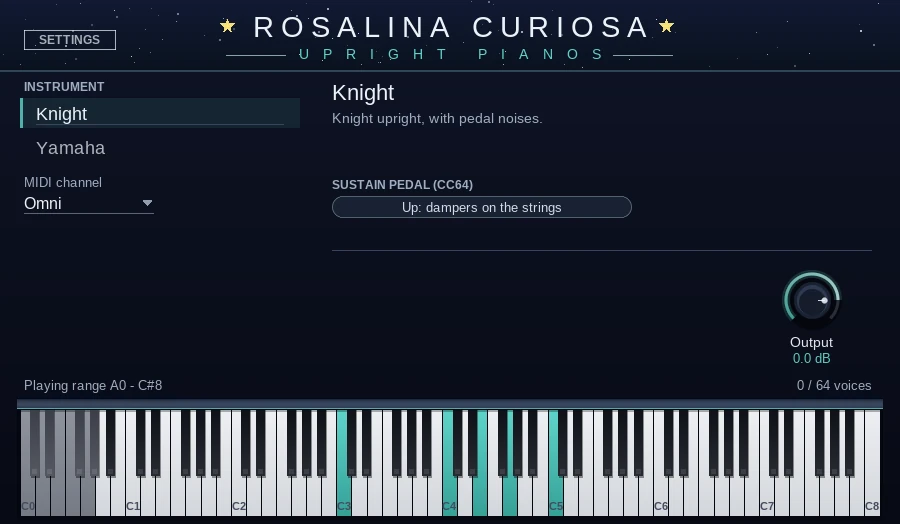 SETTINGS
ROSALINA CURIOSA
UPRIGHT PIANOS
INSTRUMENT
Knight
Yamaha
MIDI channel
Omni
Knight
Knight upright, with pedal noises.
SUSTAIN PEDAL (CC64)
Up: dampers on the strings
Output
0.0 dB
Playing range A0 - C#8
0 / 64 voices
C0 C1 C2 C3 C4 C5 C6 C7 C8